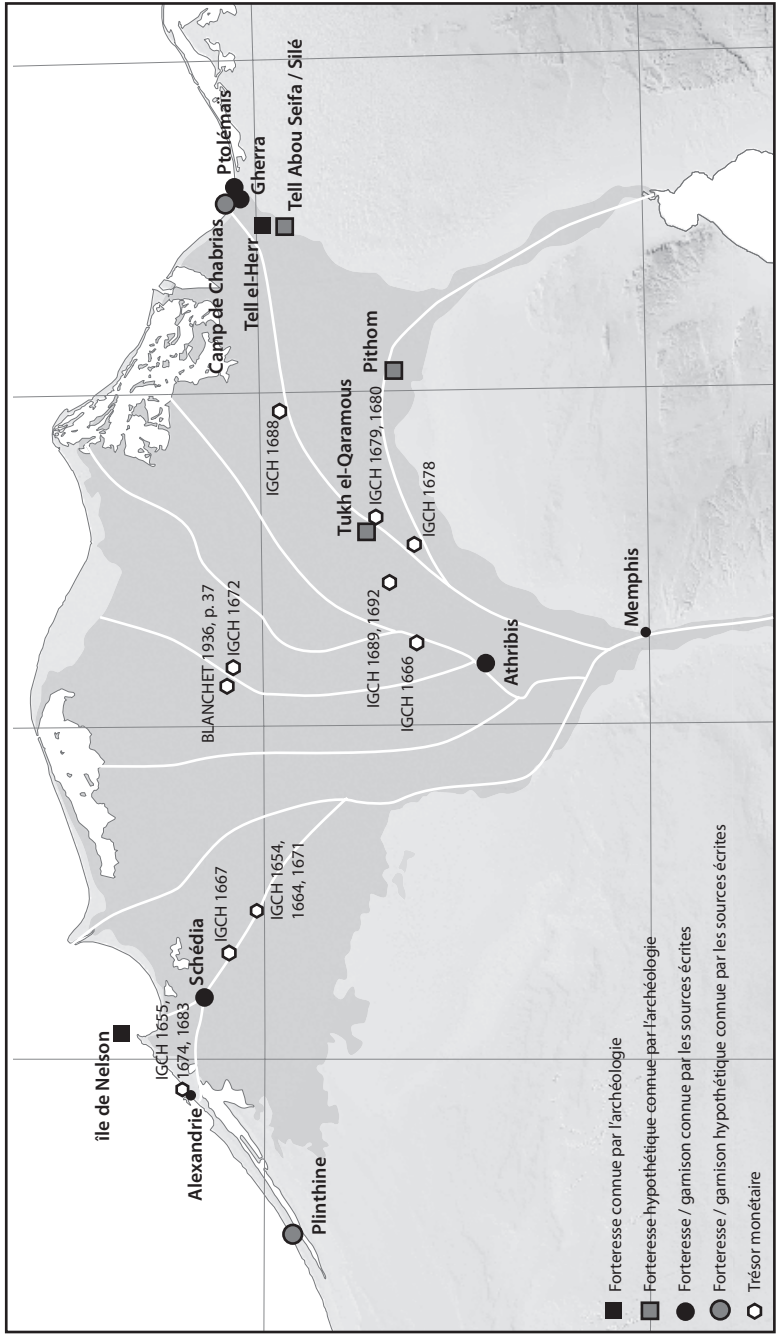 île de Nelson
Alexandrie
IGCH 1655,
1674, 1683
Schédia
Plinthine
IGCH 1667
IGCH 1654,
1664, 1671
BLANCHET 1936, p. 37
IGCH 1672
IGCH 1689, 1692
IGCH 1666
Athribis
Memphis
IGCH 1688
Tukh el-Qaramous
IGCH 1679, 1680
IGCH 1678
Pithom
Camp de Chabrias
Ptolémaïs
Gherra
Tell el-Herr
Tell Abou Seifa / Silé
Forteresse connue par l'archéologie
Forteresse hypothétique connue par l'archéologie
Forteresse / garnison connue par les sources écrites
Forteresse / garnison hypothétique connue par les sources écrites
Trésor monétaire